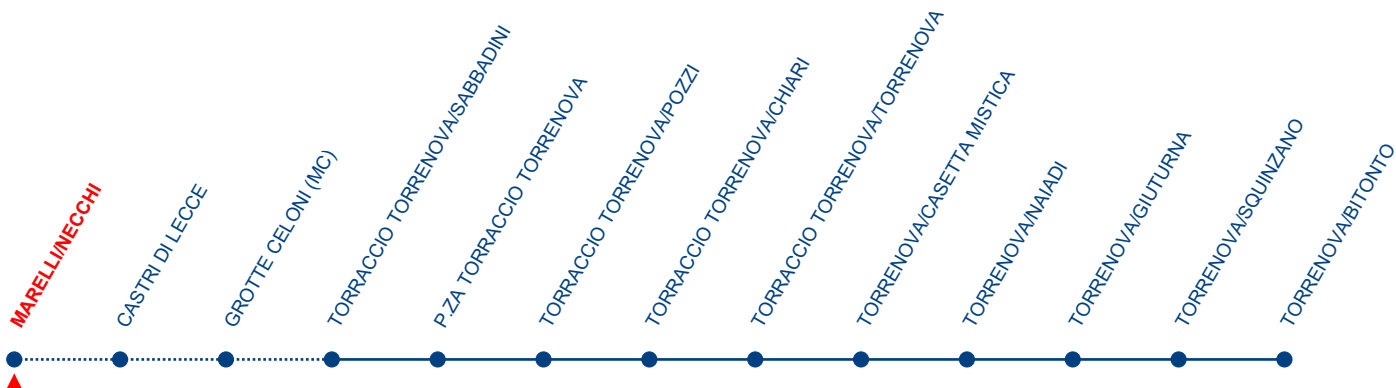 MARELLI/NECCHI
CASTRI DI LECCE
GROTTE CELONI (MC)
TORRACCIO TORRENOVA/SABBADINI
P.ZA TORRACCIO TORRENOVA
TORRACCIO TORRENOVA/POZZI
TORRACCIO TORRENOVA/CHIARI
TORRACCIO TORRENOVA/TORRENOVA
TORRENOVA/CASETTA MISTICA
TORRENOVA/NAIADI
TORRENOVA/GIUTURNA
TORRENOVA/SQUINZANO
TORRENOVA/BITONTO